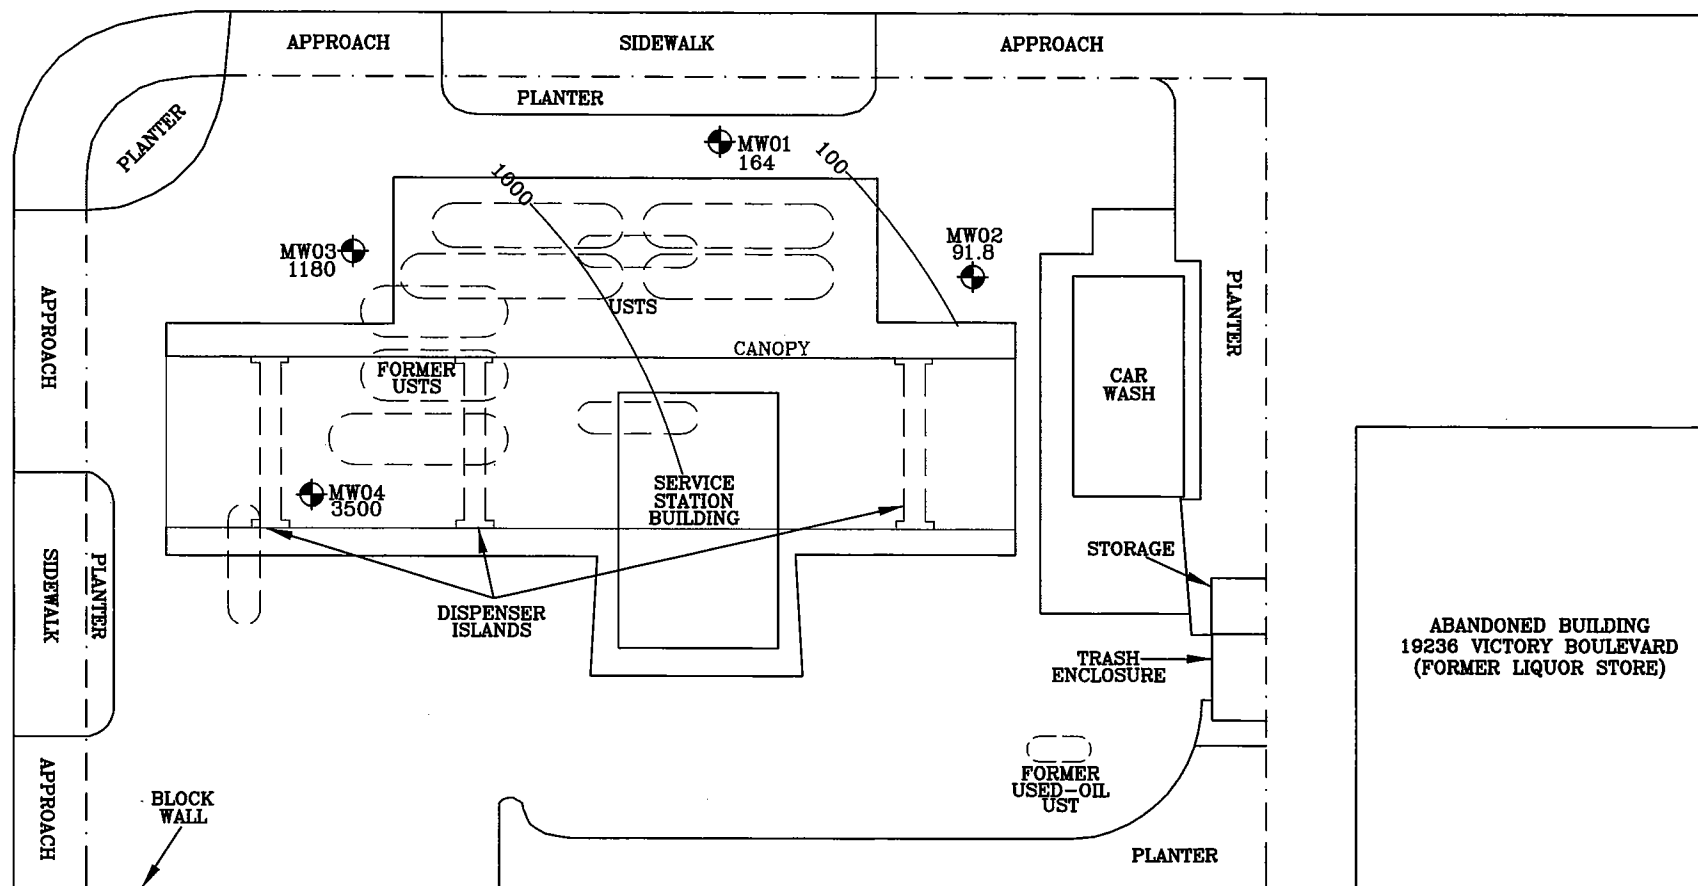 APPROACH
SIDEWALK
APPROACH
PLANTER
PLANTER
MW01
164
100
1000
MW03
1180
MW02
91.8
USTS
CANOPY
FORMER
USTS
CAR
WASH
PLANTER
APPROACH
MW04
3500
SERVICE
STATION
BUILDING
STORAGE
SIDEWALK
PLANTER
DISPENSER
ISLANDS
TRASH
ENCLOSURE
ABANDONED BUILDING
19236 VICTORY BOULEVARD
(FORMER LIQUOR STORE)
FORMER
USED-OIL
UST
APPROACH
BLOCK
WALL
PLANTER